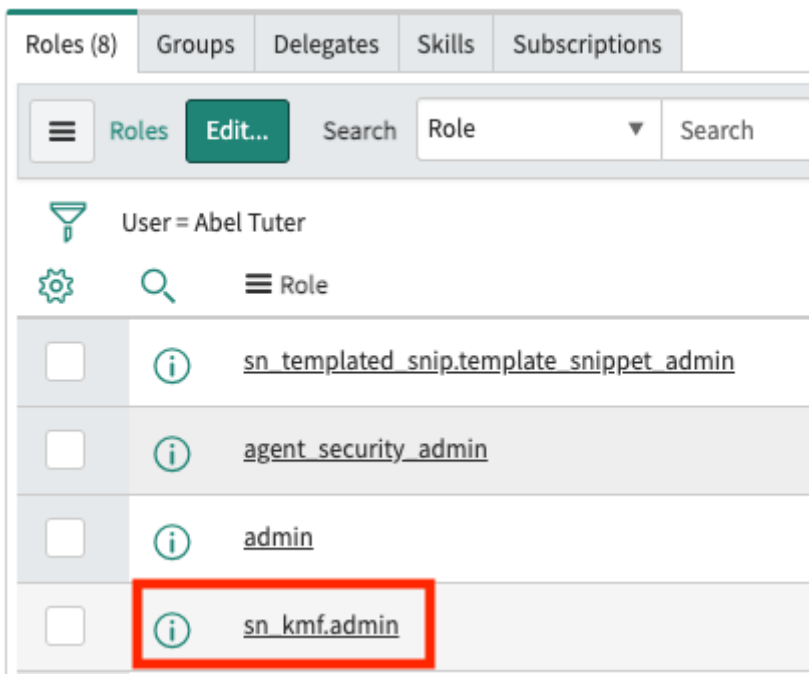 Roles (8) Groups Delegates Skills Subscriptions
Roles Edit... Search Role Search
User = Abel Tuter
Role
sn_templated_snip.template_snippet_admin
agent_security_admin
admin
sn_kmf.admin